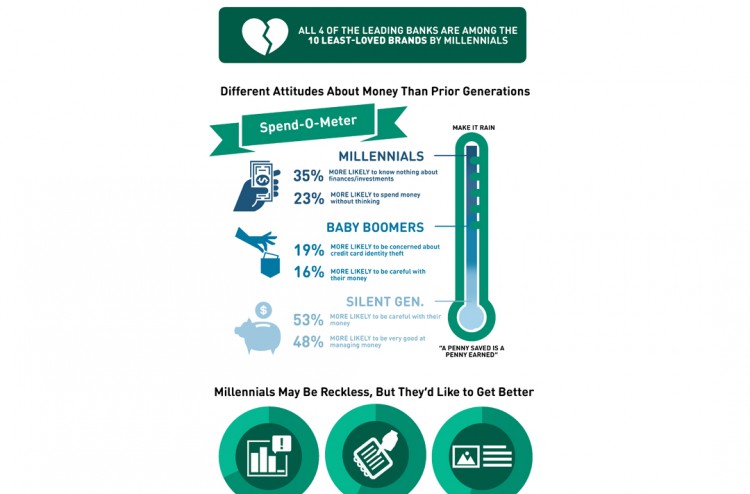 ALL 4 OF THE LEADING BANKS ARE AMONG THE
10 LEAST-LOVED BRANDS BY MILLENNIALS
Different Attitudes About Money Than Prior Generations
Spend-O-Meter
MAKE IT RAIN
MILLENNIALS
35% MORE LIKELY to know nothing about
finances/investments
23% MORE LIKELY to spend money
without thinking
BABY BOOMERS
19% MORE LIKELY to be concerned about
credit card identity theft
16% MORE LIKELY to be careful with
their money
SILENT GEN.
53% MORE LIKELY to be careful with their
money
48% MORE LIKELY to be very good at
managing money
"A PENNY SAVED IS A
PENNY EARNED"
Millennials May Be Reckless, But They'd Like to Get Better